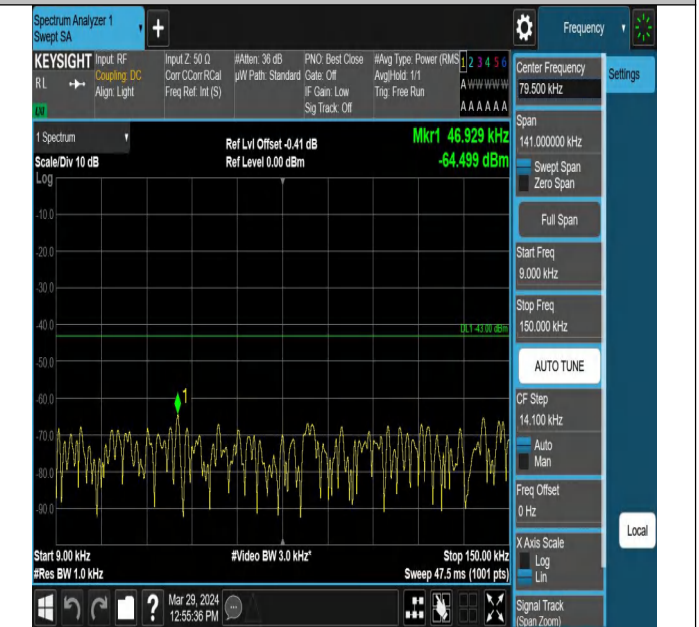 Spectrum Analyzer 1
Swept SA
+
Frequency
KEYSIGHT
RL
Input: RF
Coupling: DC
Align: Light
Input Z: 50 Ω
Corr CCorr RCal
Freq Ref: Int (S)
#Atten: 36 dB
µW Path: Standard
PNO: Best Close
Gate: Off
IF Gain: Low
Sig Track: Off
#Avg Type: Power (RMS
Avg|Hold: 1/1
Trig: Free Run
1 2 3 4 5 6
A W W W W W
A A A A A A
1 Spectrum
Scale/Div 10 dB
Log
Ref Lvl Offset -0.41 dB
Ref Level 0.00 dBm
Mkr1 46.929 kHz
-64.499 dBm
-10.0
-20.0
-30.0
-40.0
DL1 -43.00 dBm
-50.0
-60.0
1
-70.0
-80.0
-90.0
Start 9.00 kHz
#Res BW 1.0 kHz
#Video BW 3.0 kHz*
Stop 150.00 kHz
Sweep 47.5 ms (1001 pts)
?
Mar 29, 2024
12:55:36 PM
Center Frequency
79.500 kHz
Settings
Span
141.000000 kHz
Swept Span
Zero Span
Full Span
Start Freq
9.000 kHz
Stop Freq
150.000 kHz
AUTO TUNE
CF Step
14.100 kHz
Auto
Man
Freq Offset
0 Hz
X Axis Scale
Log
Lin
Local
Signal Track
(Span Zoom)